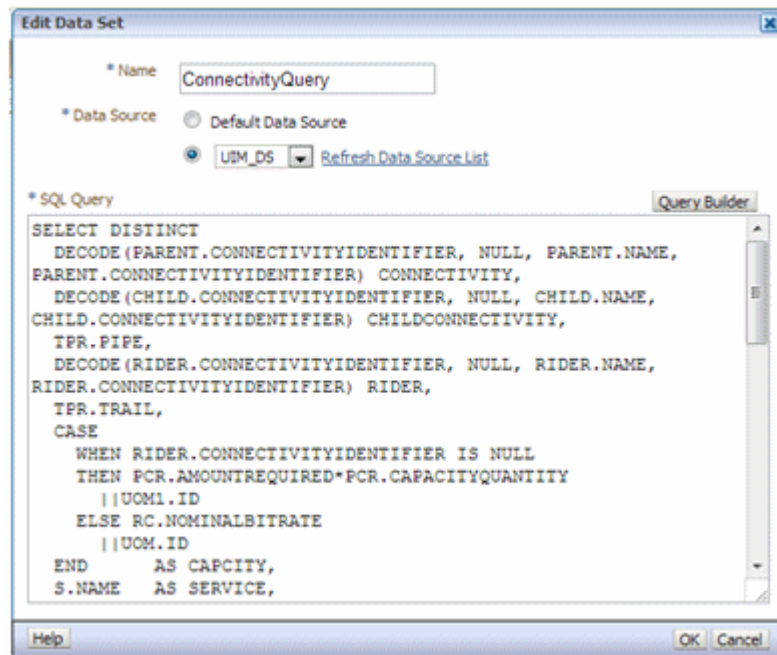 Edit Data Set
* Name ConnectivityQuery
* Data Source Default Data Source
UIM_DS Refresh Data Source List
* SQL Query Query Builder
SELECT DISTINCT
DECODE(PARENT.CONNECTIVITYIDENTIFIER, NULL, PARENT.NAME,
PARENT.CONNECTIVITYIDENTIFIER) CONNECTIVITY,
DECODE(CHILD.CONNECTIVITYIDENTIFIER, NULL, CHILD.NAME,
CHILD.CONNECTIVITYIDENTIFIER) CHILDCONNECTIVITY,
TPR.PIPE,
DECODE(RIDER.CONNECTIVITYIDENTIFIER, NULL, RIDER.NAME,
RIDER.CONNECTIVITYIDENTIFIER) RIDER,
TPR.TRAIL,
CASE
WHEN RIDER.CONNECTIVITYIDENTIFIER IS NULL
THEN PCR.AMOUNTREQUIRED*PCR.CAPACITYQUANTITY
||UOM1.ID
ELSE RC.NOMINALBITRATE
||UOM.ID
END AS CAPCITY,
S.NAME AS SERVICE,
Help OK Cancel